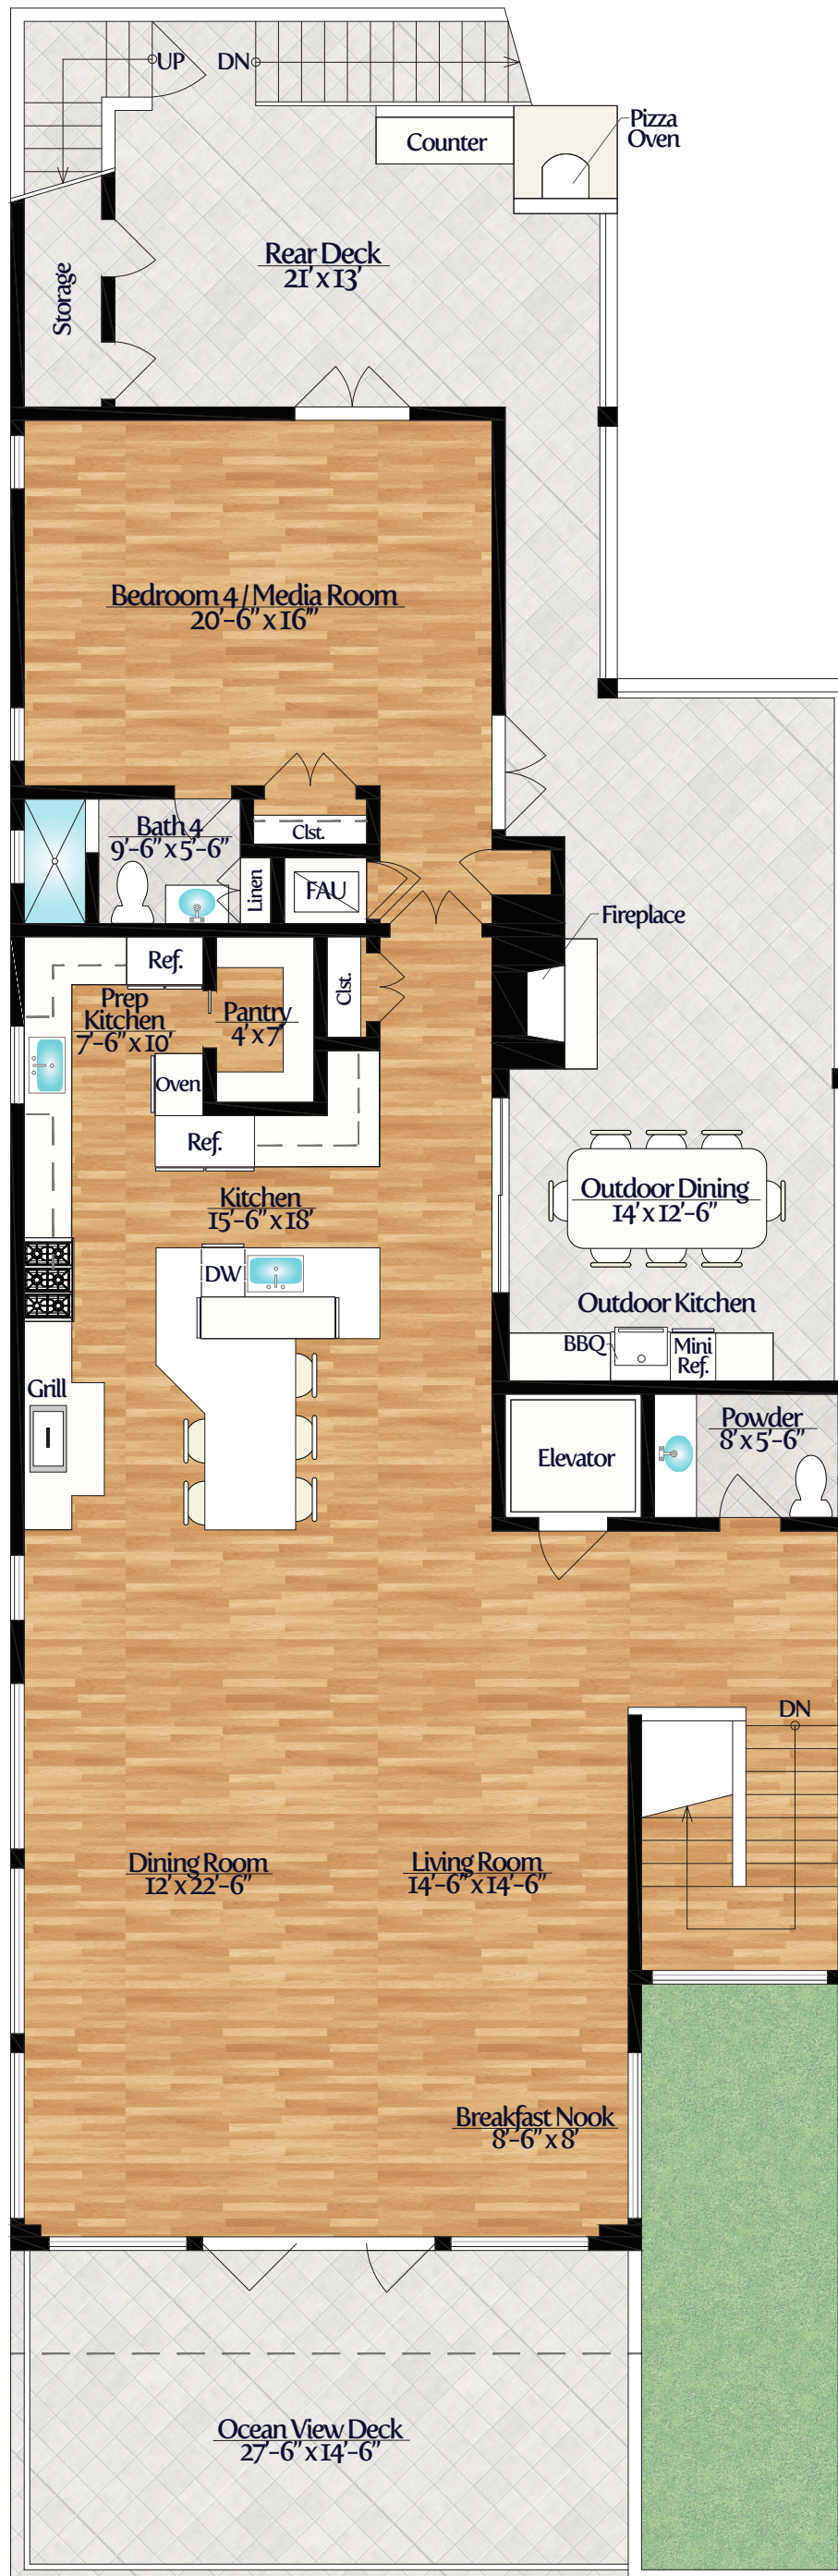 UP
DN
Counter
Pizza
Oven
Rear Deck
21' x 13'
Storage
Bedroom 4 / Media Room
20'-6" x 16'"
Bath 4
9'-6" x 5'-6"
Clst.
Linen
FAU
Fireplace
Ref.
Clst.
Prep
Kitchen
7'-6" x 10'
Pantry
4' x 7'
Oven
Ref.
Kitchen
15'-6" x 18'
Outdoor Dining
14' x 12'-6"
DW
Outdoor Kitchen
BBQ
Mini
Ref.
Grill
Powder
8' x 5'-6"
Elevator
DN
Dining Room
12' x 22'-6"
Living Room
14'-6" x 14'-6"
Breakfast Nook
8'-6" x 8'
Ocean View Deck
27'-6" x 14'-6"